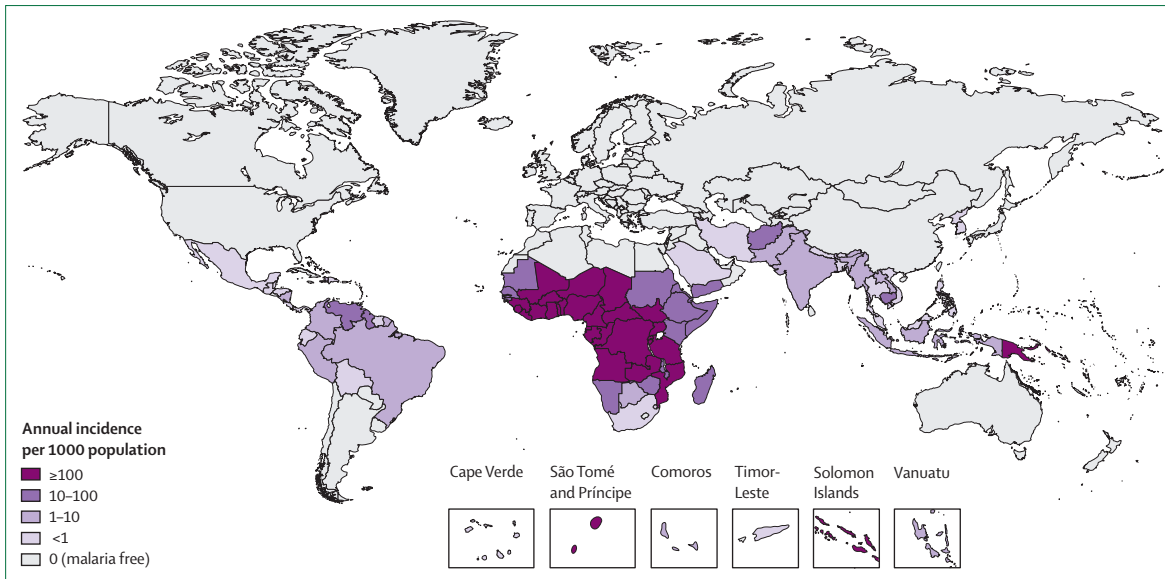 Annual incidence
per 1000 population
≥100
10–100
1–10
<1
0 (malaria free)
Cape Verde
São Tomé
and Príncipe
Comoros
Timor-
Leste
Solomon
Islands
Vanuatu